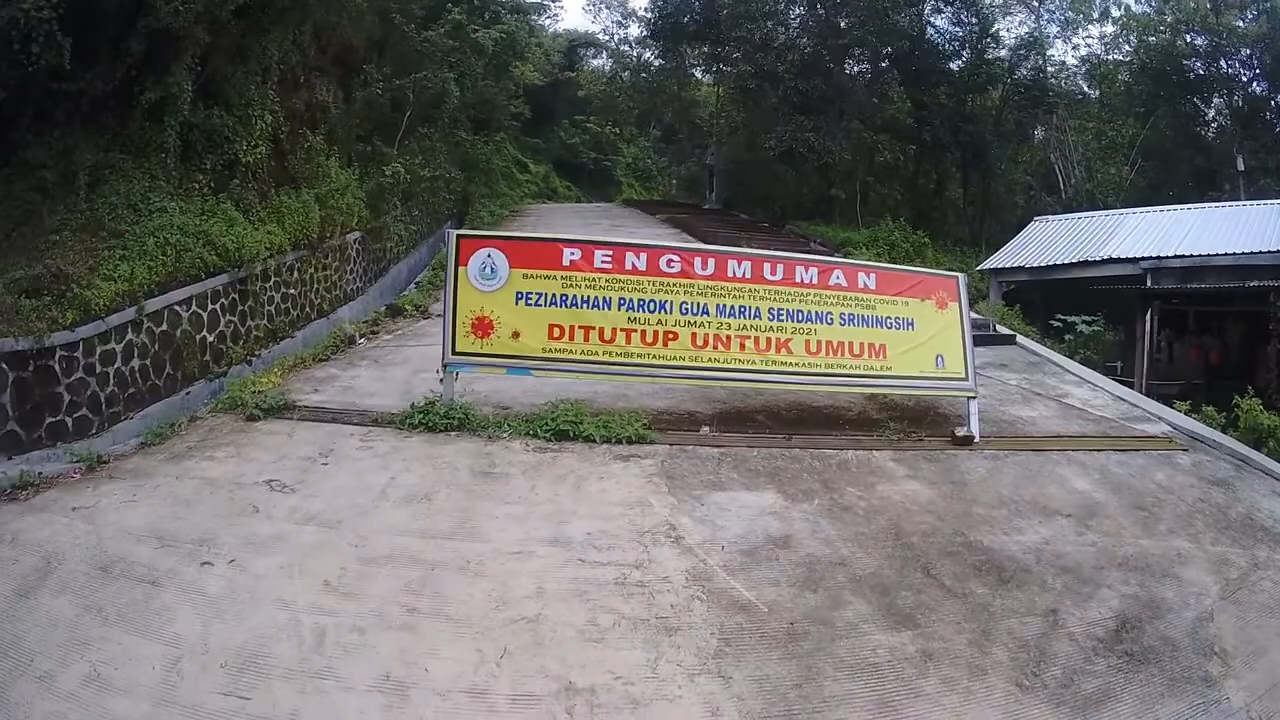 PENGUMUMAN
BAHWA MELIHAT KONDISI TERAKHIR LINGKUNGAN TERHADAP PENYEBARAN COVID 19
DAN MENDUKUNG UPAYA PEMERINTAH TERHADAP PENERAPAN PSBB
PEZIARAHAN PAROKI GUA MARIA SENDANG SRININGSIH
MULAI JUMAT 23 JANUARI 2021
DITUTUP UNTUK UMUM
SAMPAI ADA PEMBERITAHUAN SELANJUTNYA TERIMAKASIH BERKAH DALEM